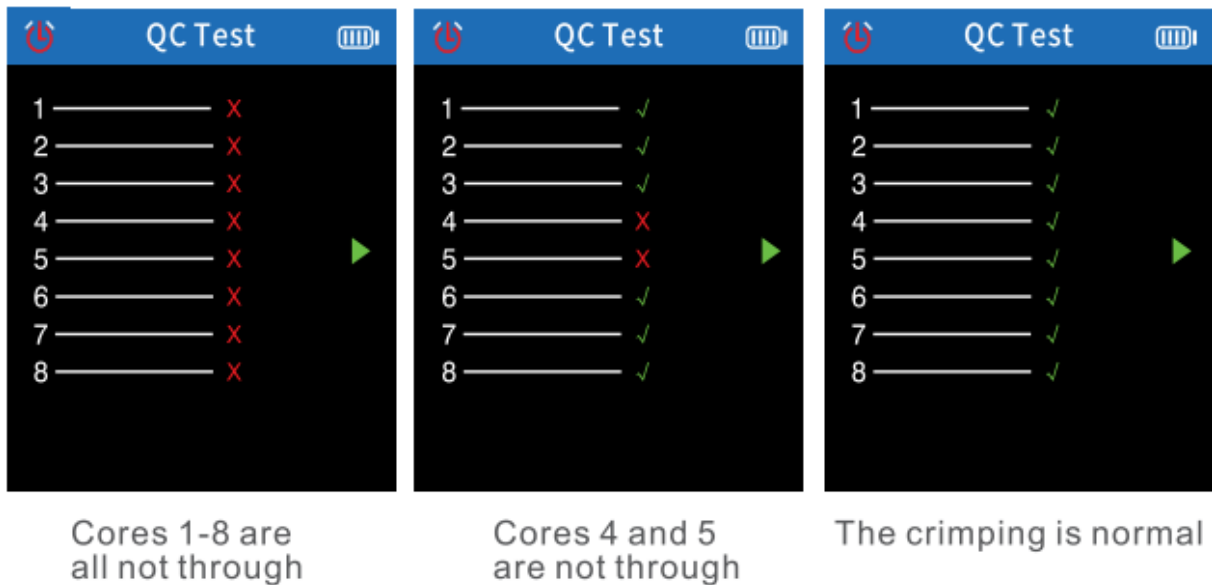 QC Test
1 X
2 X
3 X
4 X
5 X
6 X
7 X
8 X
Cores 1-8 are
all not through
QC Test
1 √
2 √
3 √
4 X
5 X
6 √
7 √
8 √
Cores 4 and 5
are not through
QC Test
1 √
2 √
3 √
4 √
5 √
6 √
7 √
8 √
The crimping is normal